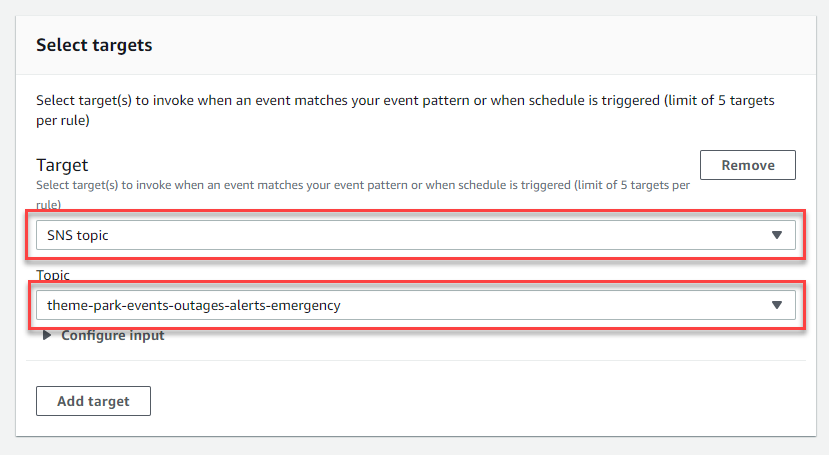 Select targets
Select target(s) to invoke when an event matches your event pattern or when schedule is triggered (limit of 5 targets
per rule)
Target
Remove
Select target(s) to invoke when an event matches your event pattern or when schedule is triggered (limit of 5 targets per
rule)
SNS topic
Topic
theme-park-events-outages-alerts-emergency
Configure input
Add target